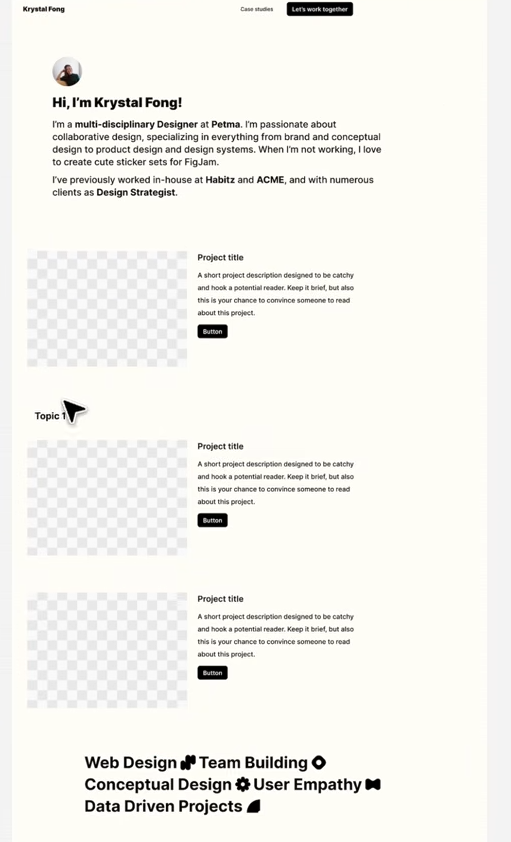 Krystal Fong
Case studies
Let's work together
Hi, I'm Krystal Fong!
I'm a multi-disciplinary Designer at Petma. I'm passionate about
collaborative design, specializing in everything from brand and conceptual
design to product design and design systems. When I'm not working, I love
to create cute sticker sets for FigJam.
I've previously worked in-house at Habitz and ACME, and with numerous
clients as Design Strategist.
Project title
A short project description designed to be catchy
and hook a potential reader. Keep it brief, but also
this is your chance to convince someone to read
about this project.
Button
Topic 1
Project title
A short project description designed to be catchy
and hook a potential reader. Keep it brief, but also
this is your chance to convince someone to read
about this project.
Button
Project title
A short project description designed to be catchy
and hook a potential reader. Keep it brief, but also
this is your chance to convince someone to read
about this project.
Button
Web Design Team Building
Conceptual Design User Empathy
Data Driven Projects